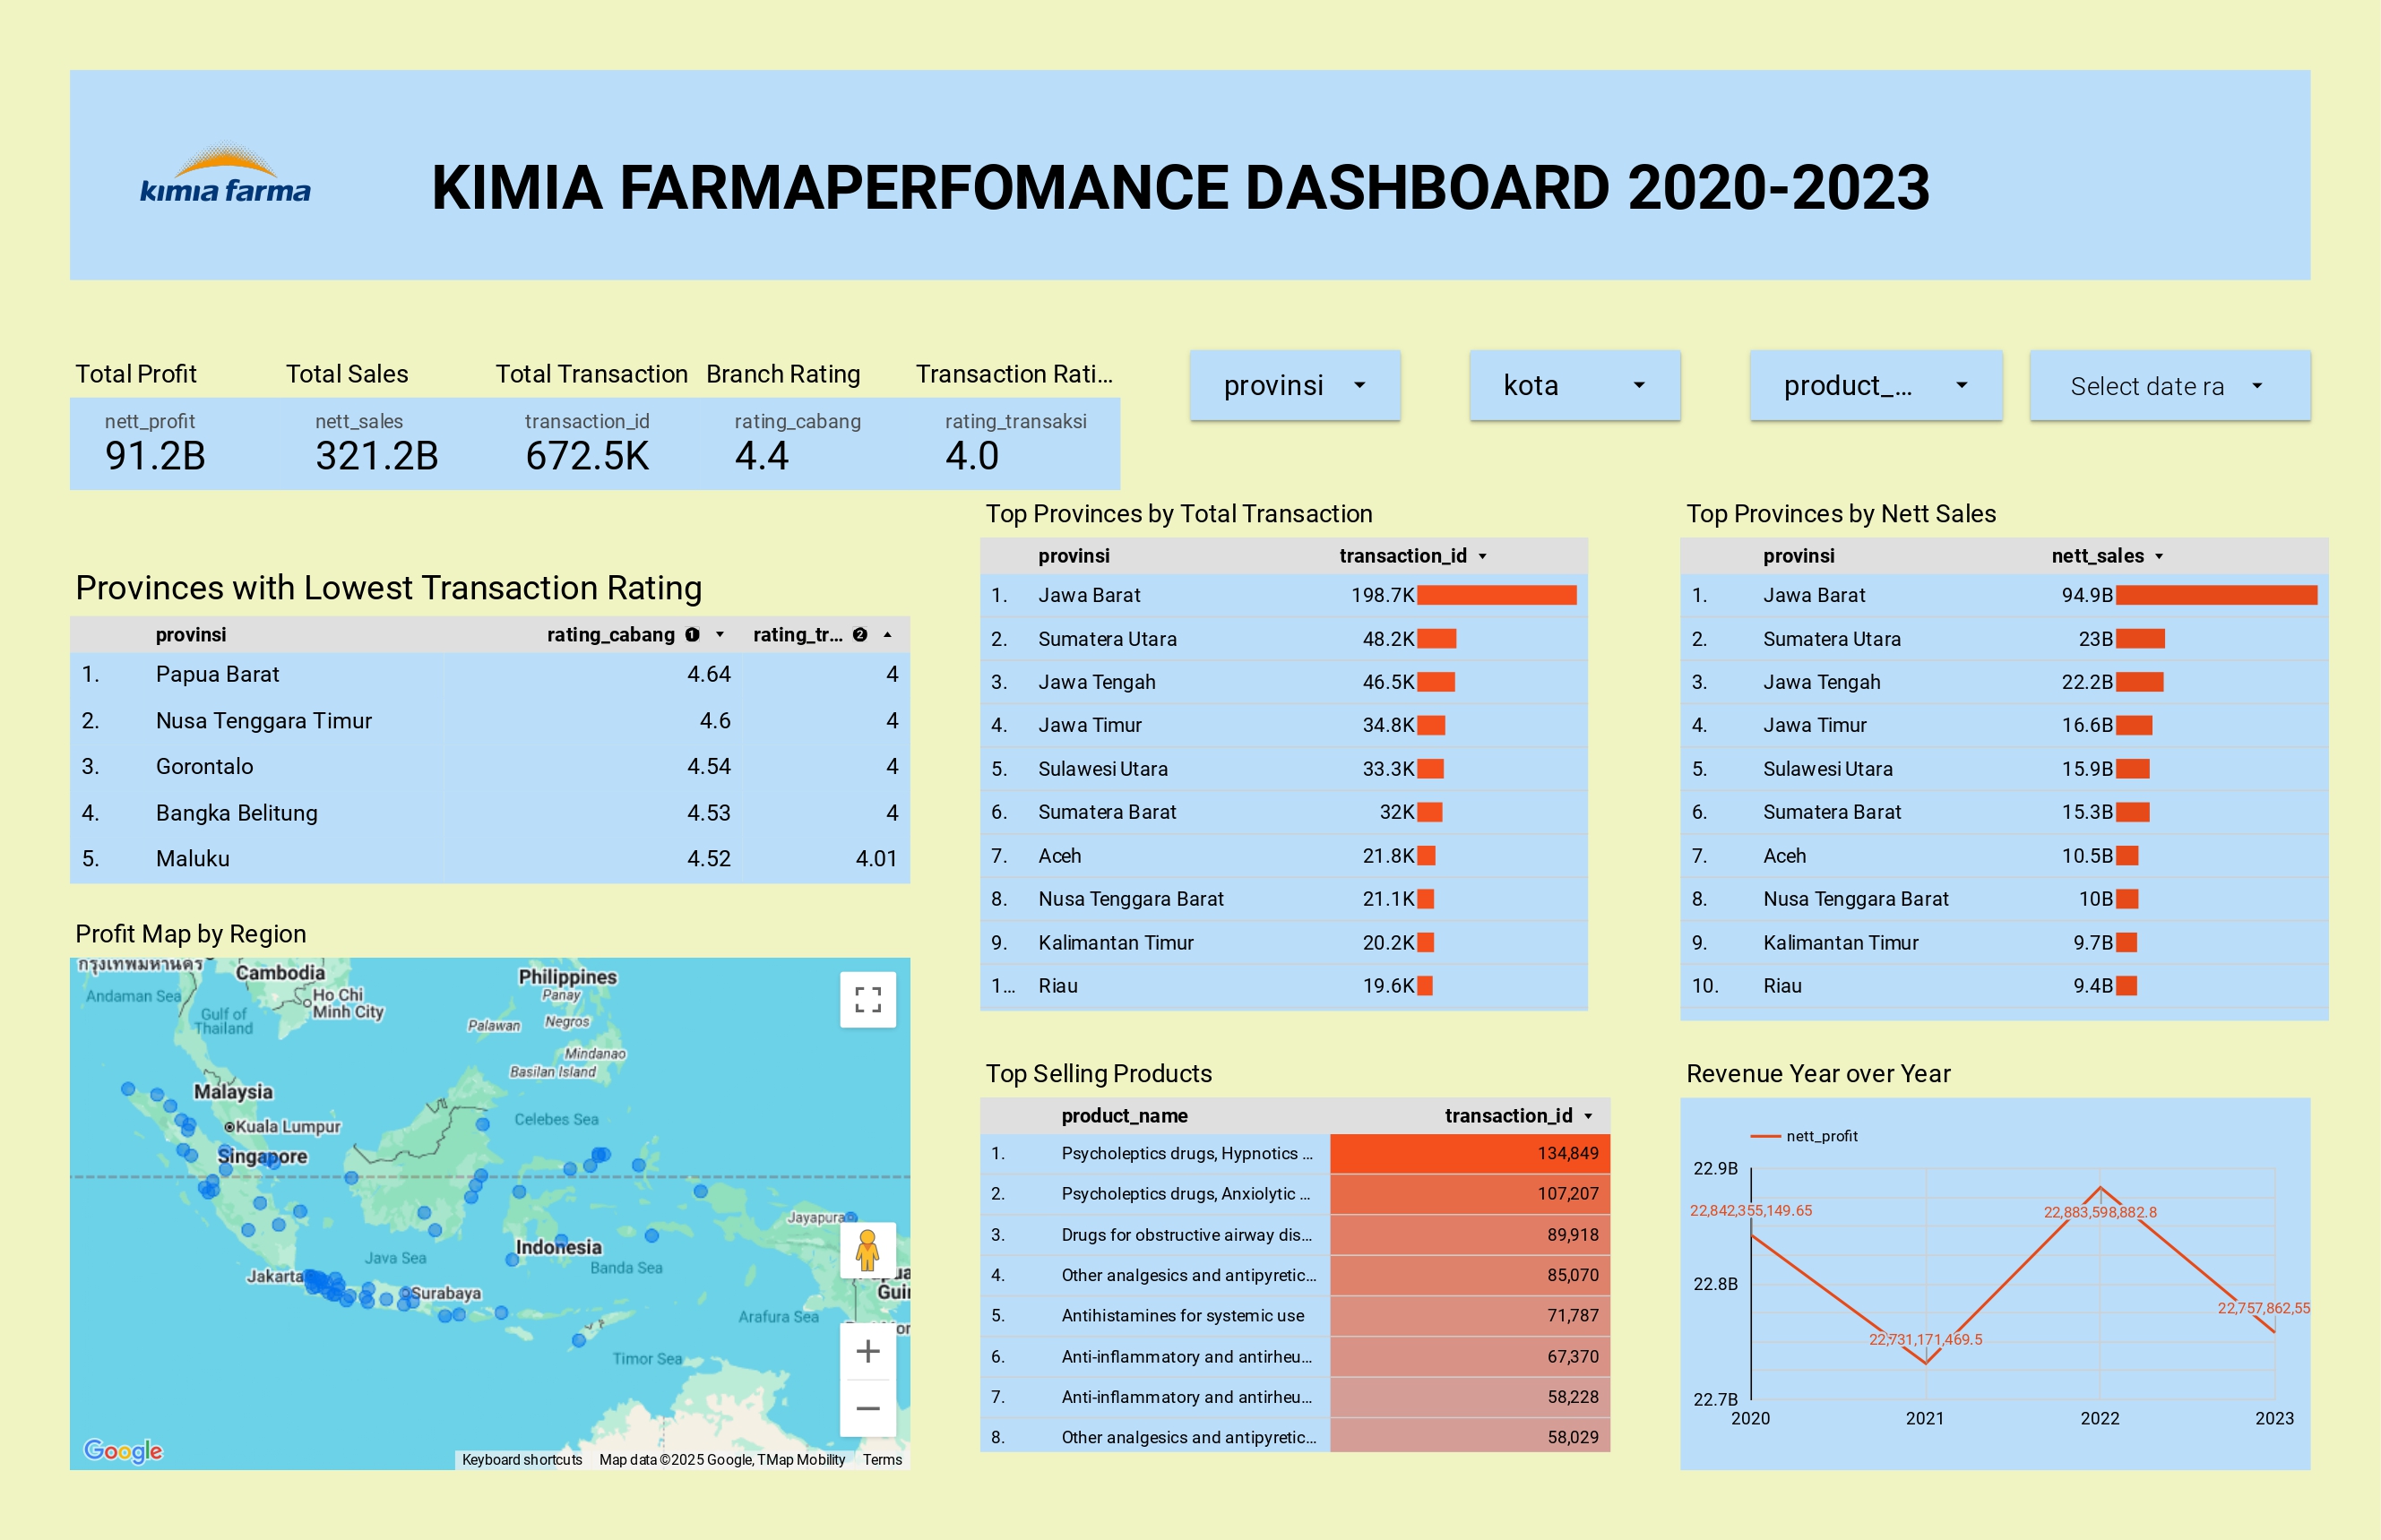 kimia farma
KIMIA FARMAPERFOMANCE DASHBOARD 2020-2023
Total Profit
nett_profit
91.2B
Total Sales
nett_sales
321.2B
Total Transaction
transaction_id
672.5K
Branch Rating
rating_cabang
4.4
Transaction Rati...
rating_transaksi
4.0
provinsi
kota
product_...
Select date ra
Provinces with Lowest Transaction Rating
provinsi rating_cabang 1 rating_tr... 2
1. Papua Barat 4.64 4
2. Nusa Tenggara Timur 4.6 4
3. Gorontalo 4.54 4
4. Bangka Belitung 4.53 4
5. Maluku 4.52 4.01
Top Provinces by Total Transaction
provinsi transaction_id
1. Jawa Barat 198.7K
2. Sumatera Utara 48.2K
3. Jawa Tengah 46.5K
4. Jawa Timur 34.8K
5. Sulawesi Utara 33.3K
6. Sumatera Barat 32K
7. Aceh 21.8K
8. Nusa Tenggara Barat 21.1K
9. Kalimantan Timur 20.2K
1... Riau 19.6K
Top Provinces by Nett Sales
provinsi nett_sales
1. Jawa Barat 94.9B
2. Sumatera Utara 23B
3. Jawa Tengah 22.2B
4. Jawa Timur 16.6B
5. Sulawesi Utara 15.9B
6. Sumatera Barat 15.3B
7. Aceh 10.5B
8. Nusa Tenggara Barat 10B
9. Kalimantan Timur 9.7B
10. Riau 9.4B
Profit Map by Region
กรุงเทพมหานคร
Cambodia
Philippines
Andaman Sea
Ho Chi
Minh City
Panay
Gulf of
Thailand
Palawan
Negros
Mindanao
Basilan Island
Malaysia
Celebes Sea
Kuala Lumpur
Singapore
Jayapura
Indonesia
Java Sea
Banda Sea
Jakarta
Surabaya
Guir
Arafura Sea
Timor Sea
Google
Keyboard shortcuts Map data ©2025 Google, TMap Mobility Terms
Top Selling Products
product_name transaction_id
1. Psycholeptics drugs, Hypnotics ... 134,849
2. Psycholeptics drugs, Anxiolytic ... 107,207
3. Drugs for obstructive airway dis... 89,918
4. Other analgesics and antipyretic... 85,070
5. Antihistamines for systemic use 71,787
6. Anti-inflammatory and antirheu... 67,370
7. Anti-inflammatory and antirheu... 58,228
8. Other analgesics and antipyretic... 58,029
Revenue Year over Year
nett_profit
22.9B
22.8B
22.7B
22,842,355,149.65
22,731,171,469.5
22,883,598,882.8
22,757,862,55
2020 2021 2022 2023